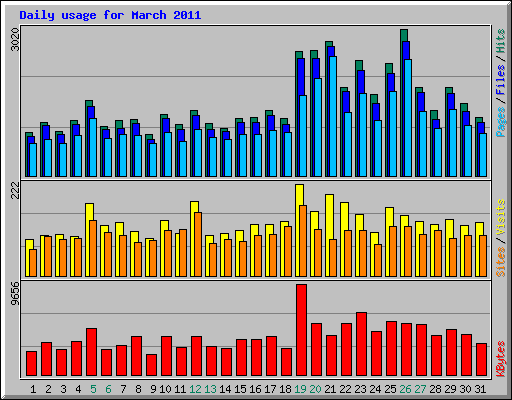 Daily usage for March 2011
3020
Pages / Files / Hits
222
Sites / Visits
9656
KBytes
1 2 3 4 5 6 7 8 9 10 11 12 13 14 15 16 17 18 19 20 21 22 23 24 25 26 27 28 29 30 31